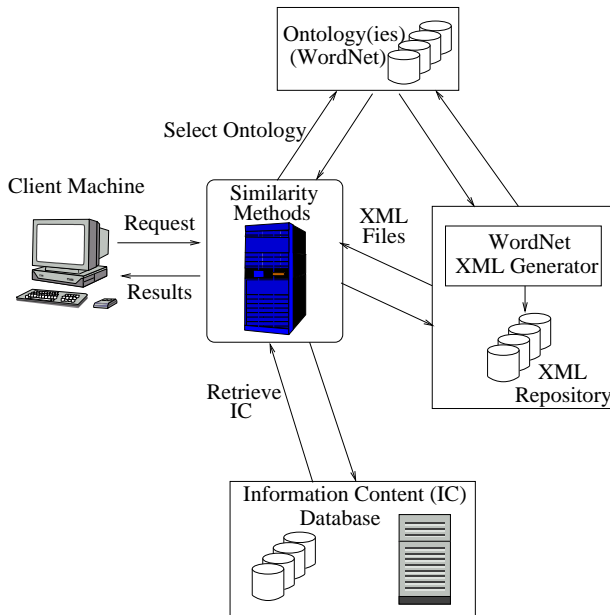 Ontology(ies)
(WordNet)
Select Ontology
Client Machine
Similarity
Methods
Request
Results
XML
Files
WordNet
XML Generator
XML
Repository
Retrieve
IC
Information Content (IC)
Database